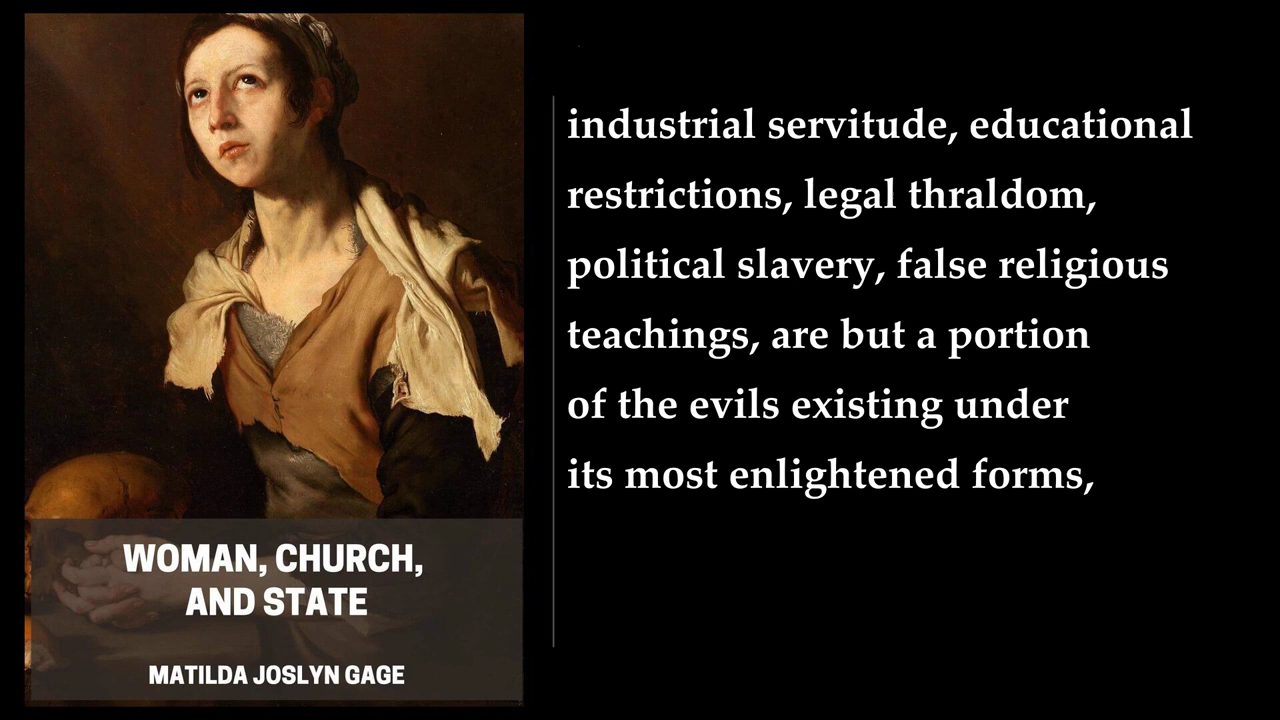 industrial servitude, educational
restrictions, legal thraldom,
political slavery, false religious
teachings, are but a portion
of the evils existing under
its most enlightened forms,
WOMAN, CHURCH,
AND STATE
MATILDA JOSLYN GAGE